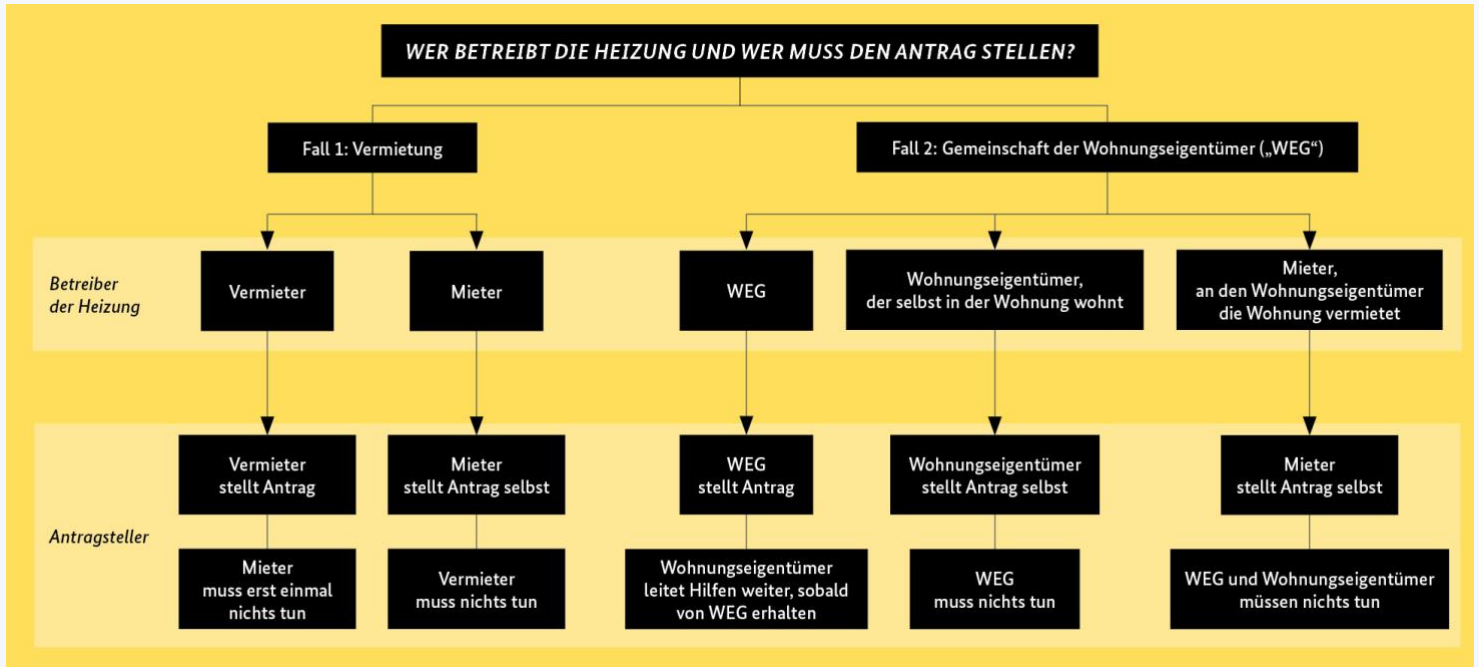 WER BETREIBT DIE HEIZUNG UND WER MUSS DEN ANTRAG STELLEN?
Fall 1: Vermietung
Fall 2: Gemeinschaft der Wohnungseigentümer („WEG“)
Betreiber
der Heizung
Vermieter
Mieter
WEG
Wohnungseigentümer,
der selbst in der Wohnung wohnt
Mieter,
an den Wohnungseigentümer
die Wohnung vermietet
Antragsteller
Vermieter
stellt Antrag
Mieter
stellt Antrag selbst
WEG
stellt Antrag
Wohnungseigentümer
stellt Antrag selbst
Mieter
stellt Antrag selbst
Mieter
muss erst einmal
nichts tun
Vermieter
muss nichts tun
Wohnungseigentümer
leitet Hilfen weiter, sobald
von WEG erhalten
WEG
muss nichts tun
WEG und Wohnungseigentümer
müssen nichts tun